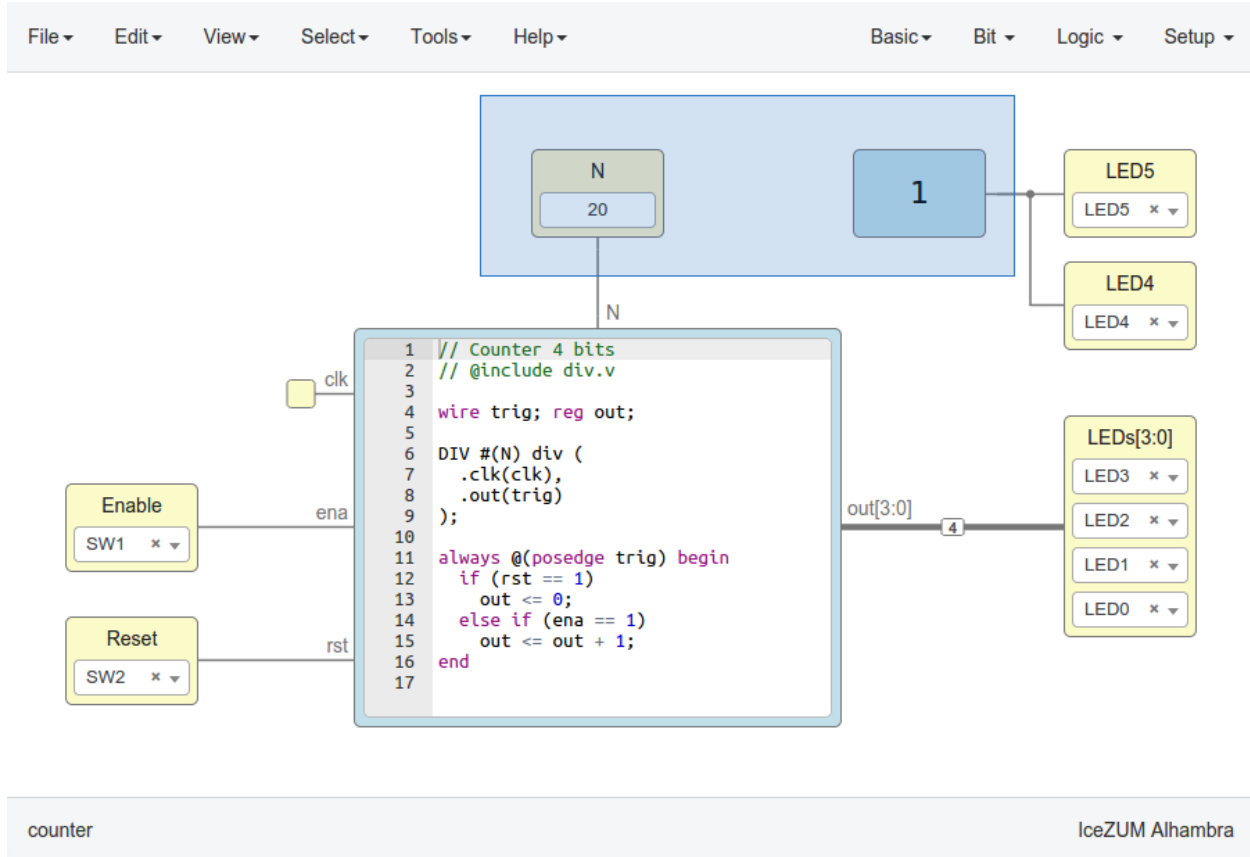 File Edit View Select Tools Help Basic Bit Logic Setup
N
20
1
LED5
LED5 ×
LED4
LED4 ×
N
clk
Enable
SW1 ×
ena
Reset
SW2 ×
rst
1 // Counter 4 bits
2 // @include div.v
3
4 wire trig; reg out;
5
6 DIV #(N) div (
7 .clk(clk),
8 .out(trig)
9 );
10
11 always @(posedge trig) begin
12 if (rst == 1)
13 out <= 0;
14 else if (ena == 1)
15 out <= out + 1;
16 end
17
out[3:0]
4
LEDs[3:0]
LED3 ×
LED2 ×
LED1 ×
LED0 ×
counter
IceZUM Alhambra